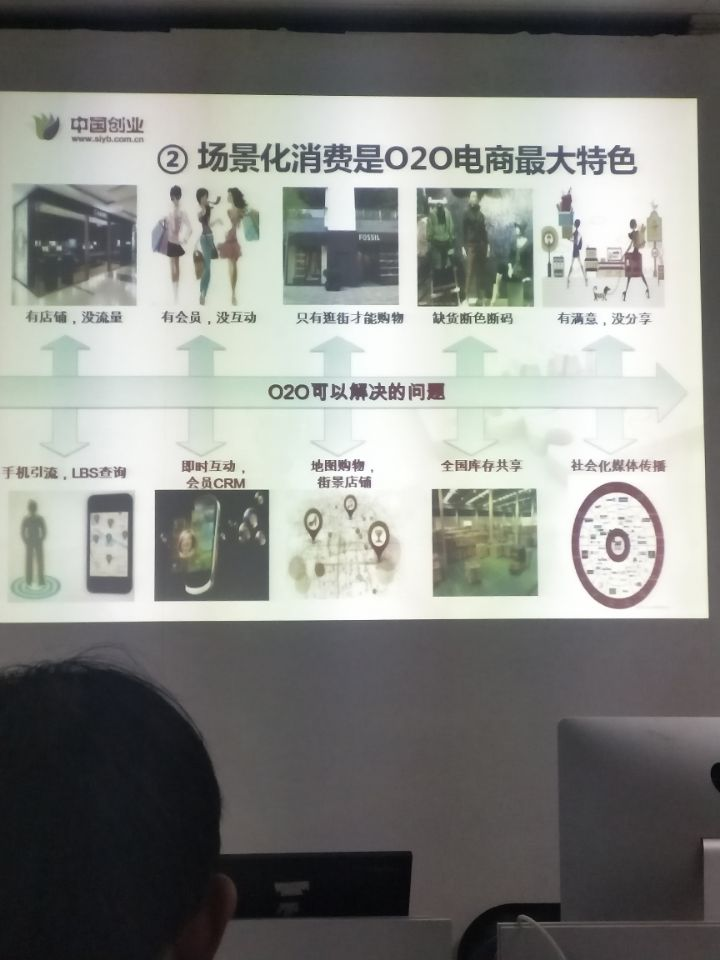 中国创业
www.siyb.com.cn
② 场景化消费是O2O电商最大特色
FOSSIL
有店铺，没流量
有会员，没互动
只有逛街才能购物
缺货断色断码
有满意，没分享
O2O可以解决的问题
手机引流，LBS查询
即时互动，
会员CRM
地图购物，
街景店铺
全国库存共享
社会化媒体传播